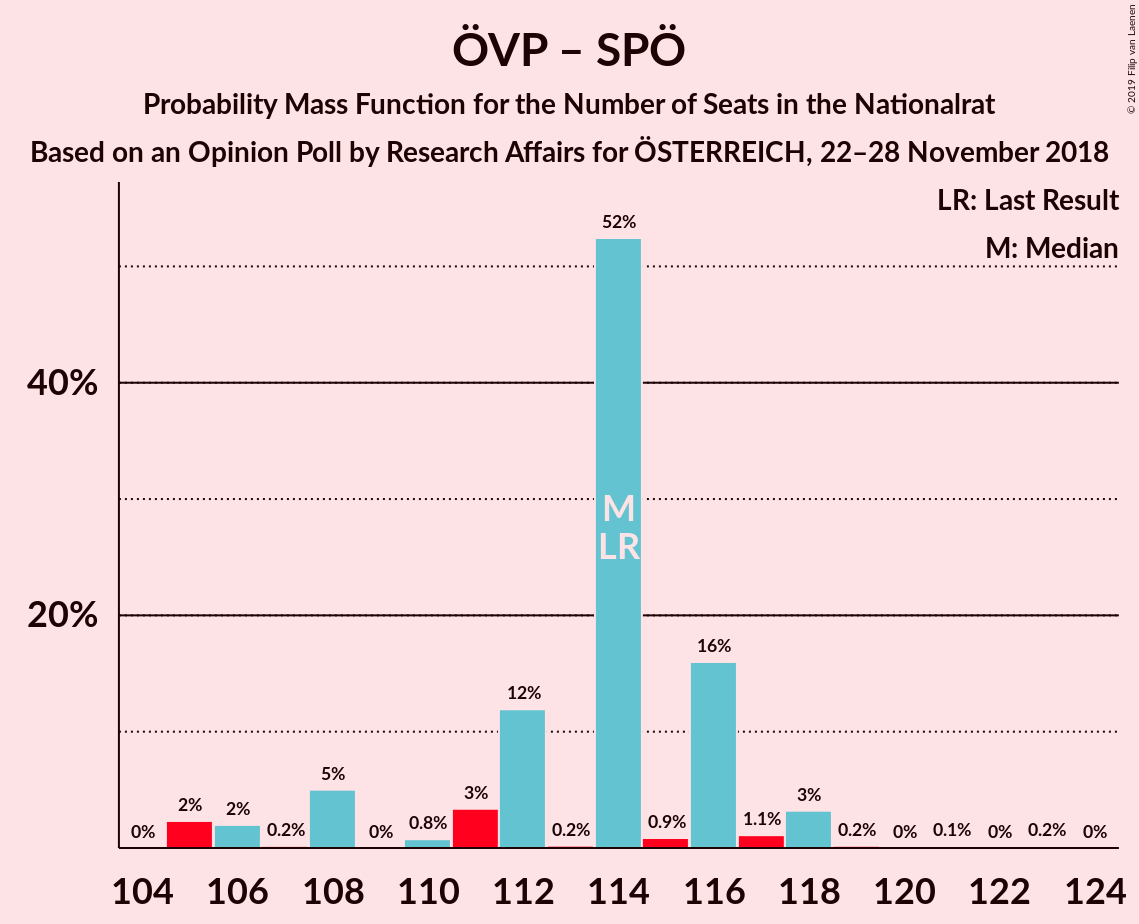 ÖVP – SPÖ
Probability Mass Function for the Number of Seats in the Nationalrat
Based on an Opinion Poll by Research Affairs for ÖSTERREICH, 22–28 November 2018
© 2019 Filip van Laenen
LR: Last Result
M: Median
40%
20%
0%
2%
2%
0.2%
5%
0%
0.8%
3%
12%
0.2%
52%
0.9%
16%
1.1%
3%
0.2%
0%
0.1%
0%
0.2%
0%
M
LR
104 106 108 110 112 114 116 118 120 122 124